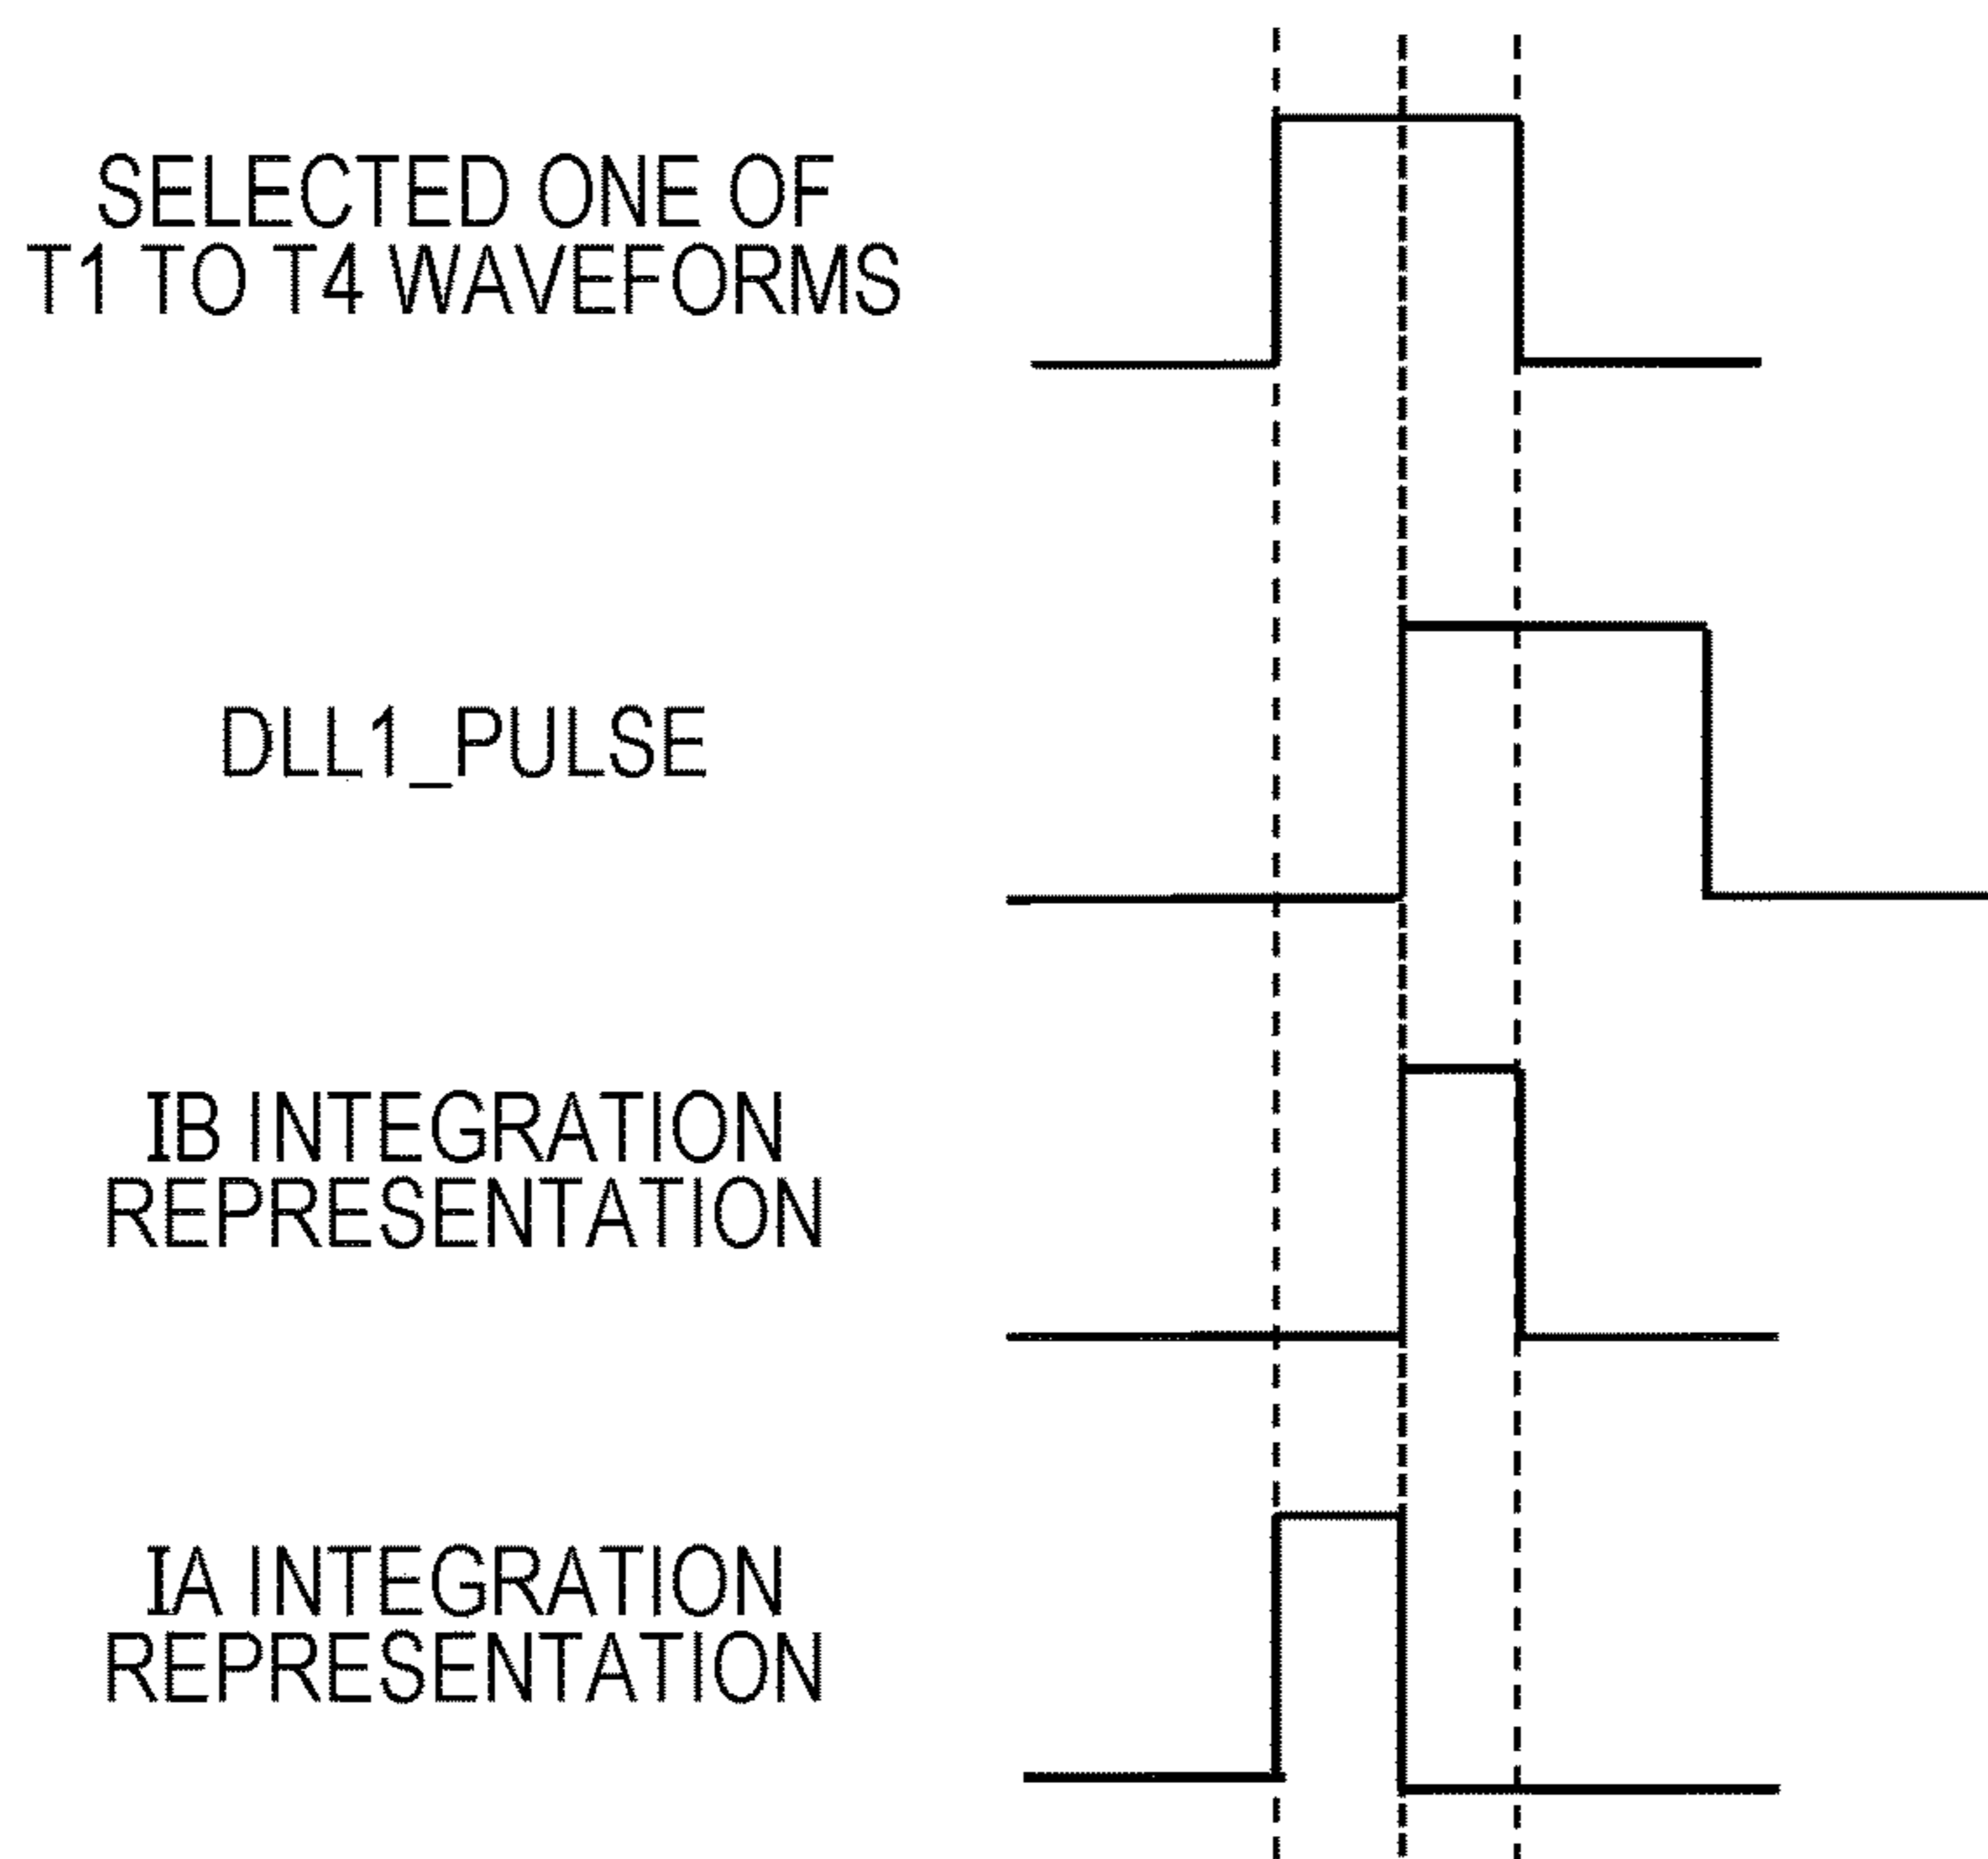 SELECTED ONE OF
T1 TO T4 WAVEFORMS
DLL1_PULSE
IB INTEGRATION
REPRESENTATION
IA INTEGRATION
REPRESENTATION